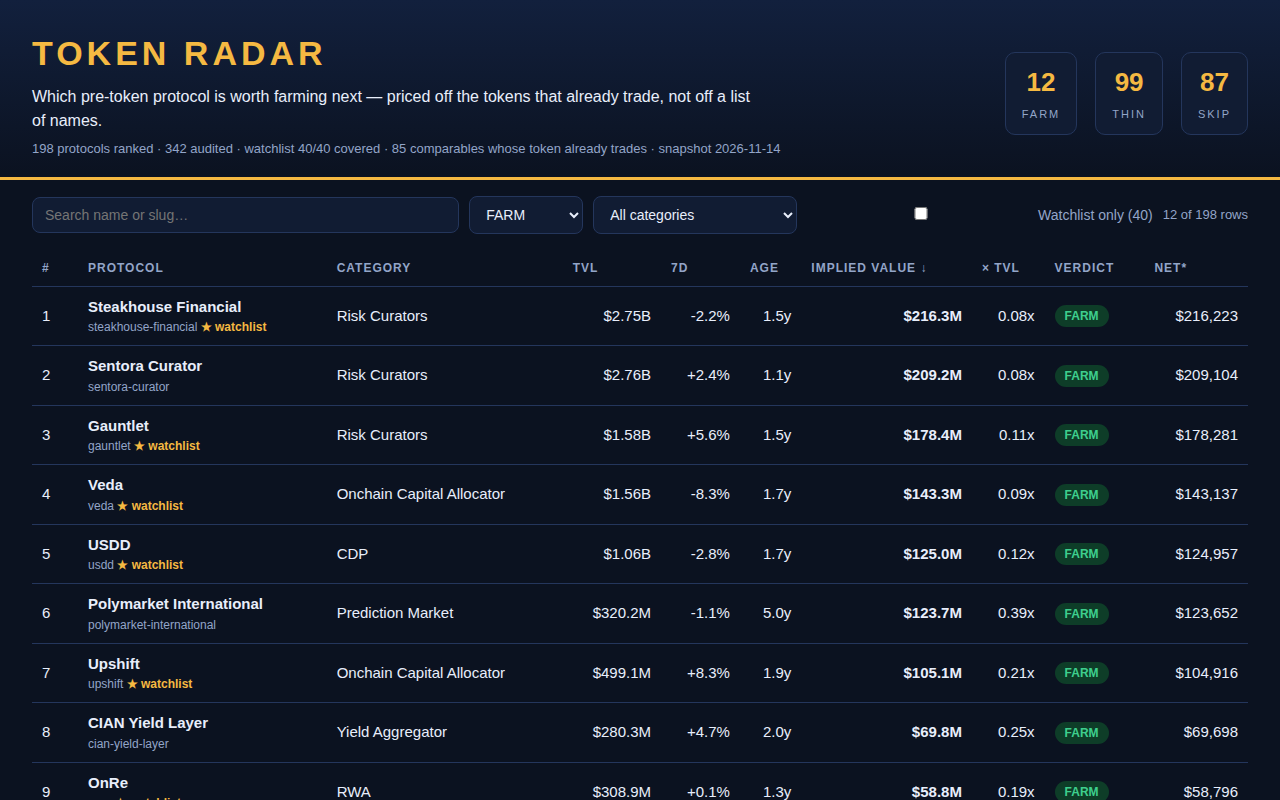 TOKEN RADAR
Which pre-token protocol is worth farming next — priced off the tokens that already trade, not off a list
of names.
198 protocols ranked · 342 audited · watchlist 40/40 covered · 85 comparables whose token already trades · snapshot 2026-11-14
12 99 87
FARM THIN SKIP
Search name or slug… FARM All categories Watchlist only (40) 12 of 198 rows
# PROTOCOL CATEGORY TVL 7D AGE IMPLIED VALUE ↓ × TVL VERDICT NET*
1 Steakhouse Financial Risk Curators $2.75B -2.2% 1.5y $216.3M 0.08x FARM $216,223
steakhouse-financial ★ watchlist
2 Sentora Curator Risk Curators $2.76B +2.4% 1.1y $209.2M 0.08x FARM $209,104
sentora-curator
3 Gauntlet Risk Curators $1.58B +5.6% 1.5y $178.4M 0.11x FARM $178,281
gauntlet ★ watchlist
4 Veda Onchain Capital Allocator $1.56B -8.3% 1.7y $143.3M 0.09x FARM $143,137
veda ★ watchlist
5 USDD CDP $1.06B -2.8% 1.7y $125.0M 0.12x FARM $124,957
usdd ★ watchlist
6 Polymarket International Prediction Market $320.2M -1.1% 5.0y $123.7M 0.39x FARM $123,652
polymarket-international
7 Upshift Onchain Capital Allocator $499.1M +8.3% 1.9y $105.1M 0.21x FARM $104,916
upshift ★ watchlist
8 CIAN Yield Layer Yield Aggregator $280.3M +4.7% 2.0y $69.8M 0.25x FARM $69,698
cian-yield-layer
9 OnRe RWA $308.9M +0.1% 1.3y $58.8M 0.19x FARM $58,796